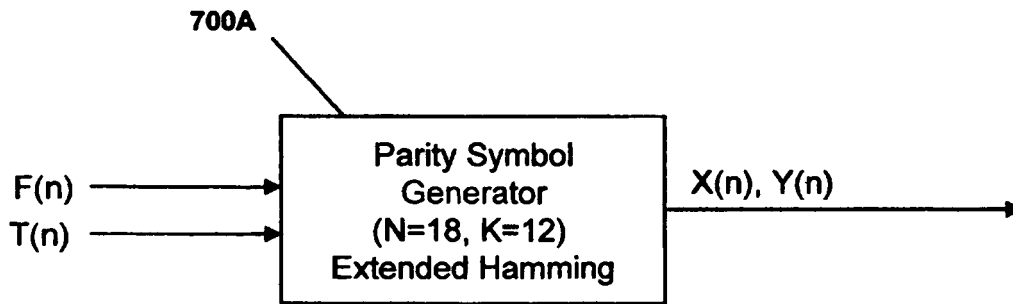 700A
Parity Symbol
Generator
(N=18, K=12)
Extended Hamming
F(n)
T(n)
X(n), Y(n)